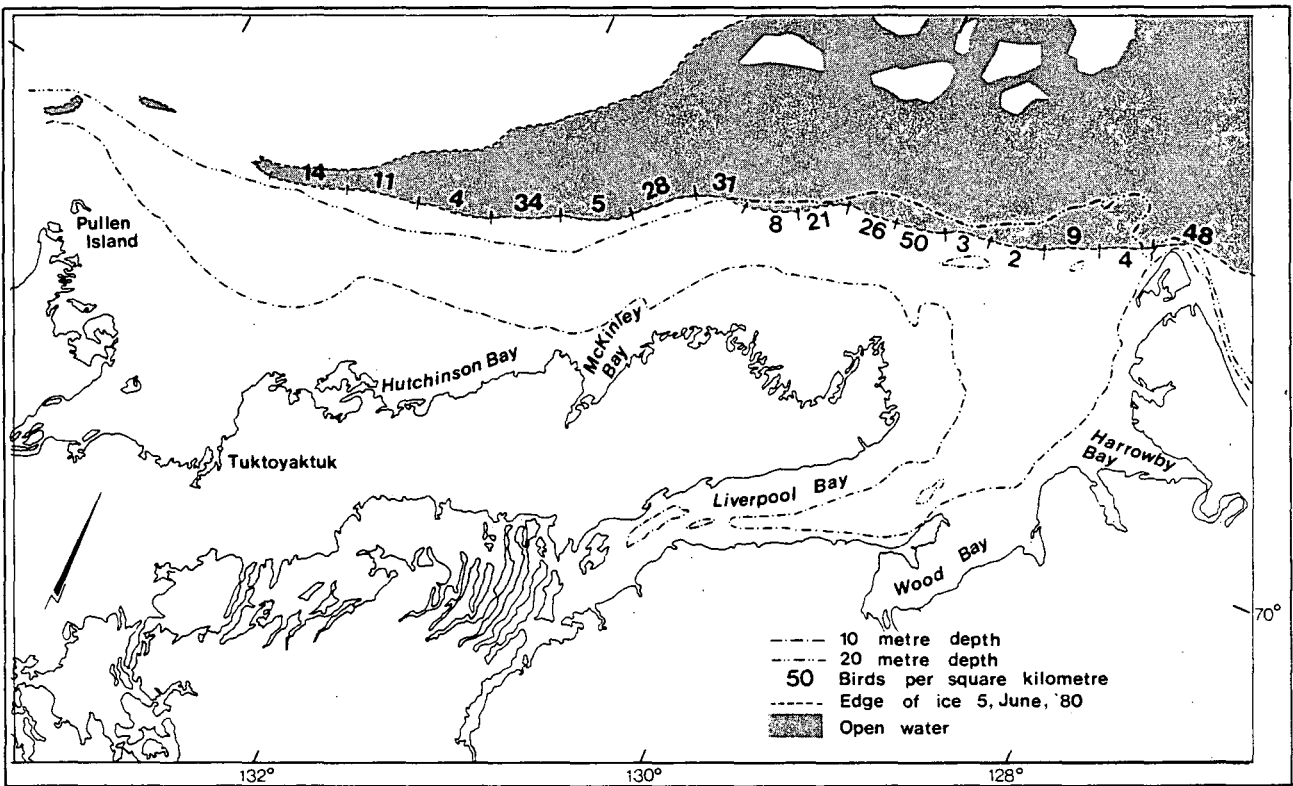 14
11
4
34
5
28
31
8
21
26
50
3
2
9
4
48
Pullen
Island
Hutchinson Bay
McKinley
Bay
Tuktoyaktuk
Liverpool Bay
Harrowby
Bay
Wood Bay
70°
10 metre depth
20 metre depth
50 Birds per square kilometre
Edge of ice 5, June, '80
Open water
132°
130°
128°